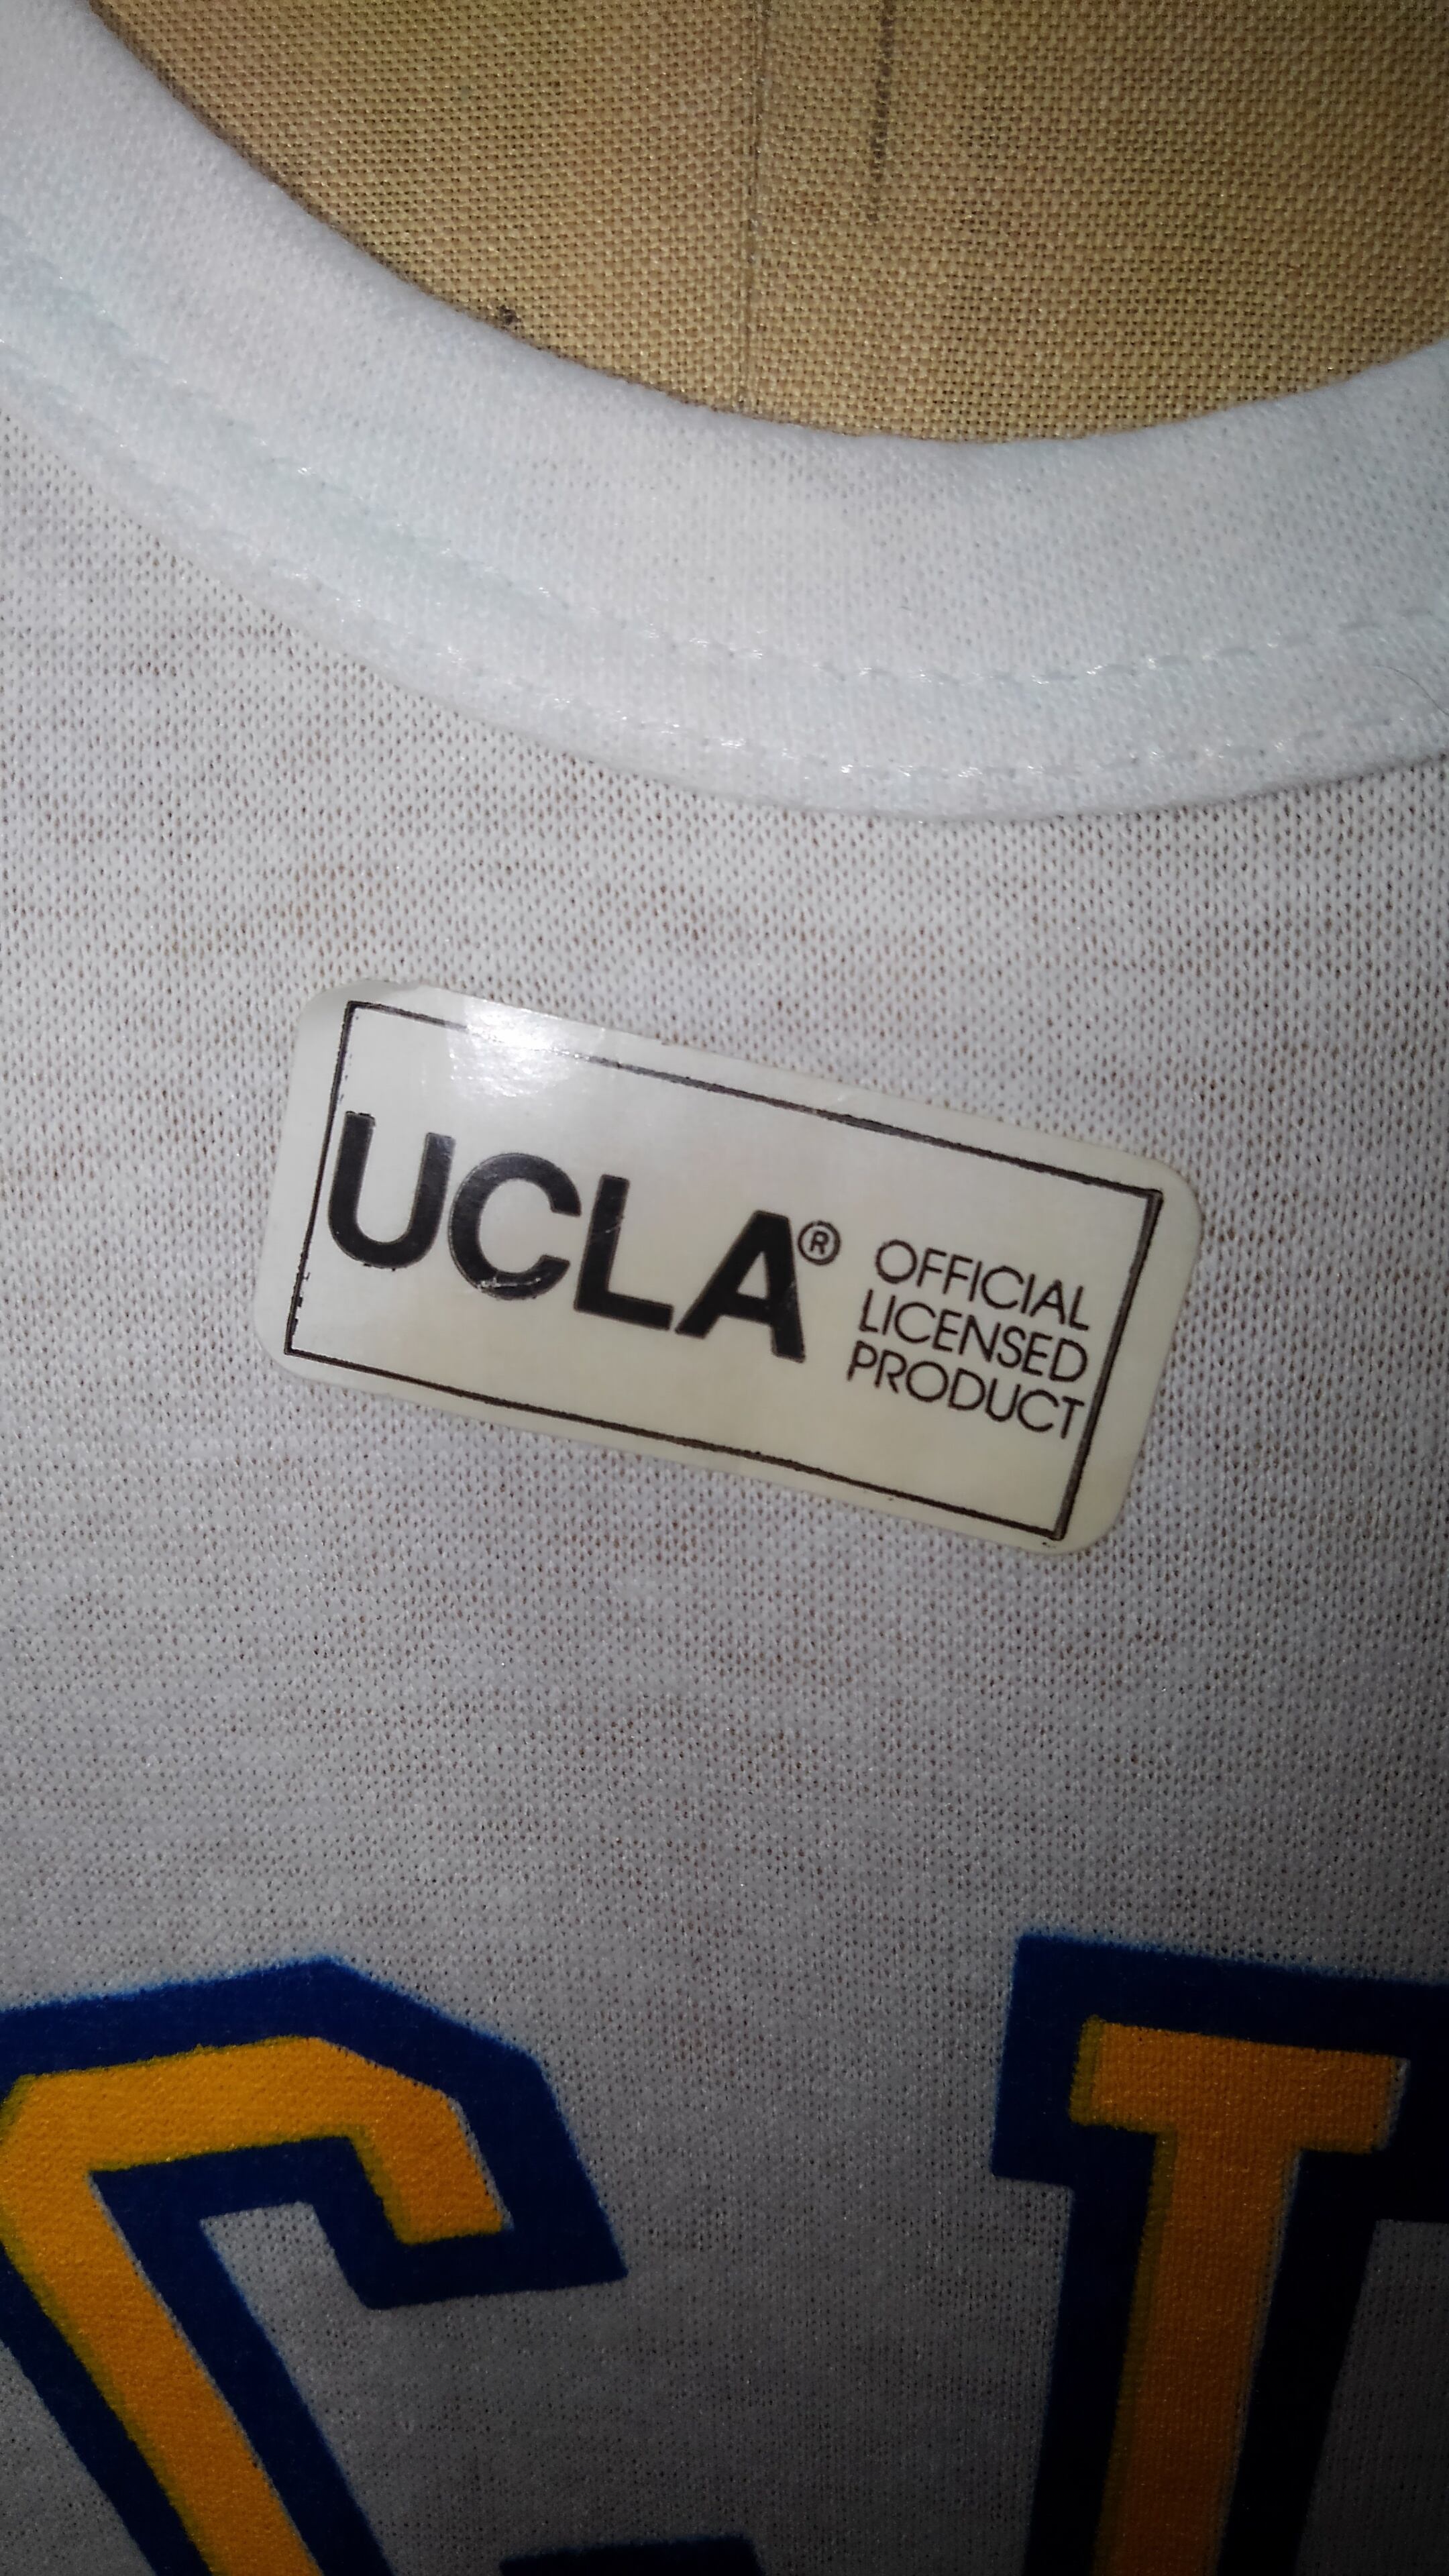 UCLA®
OFFICIAL
LICENSED
PRODUCT
C L